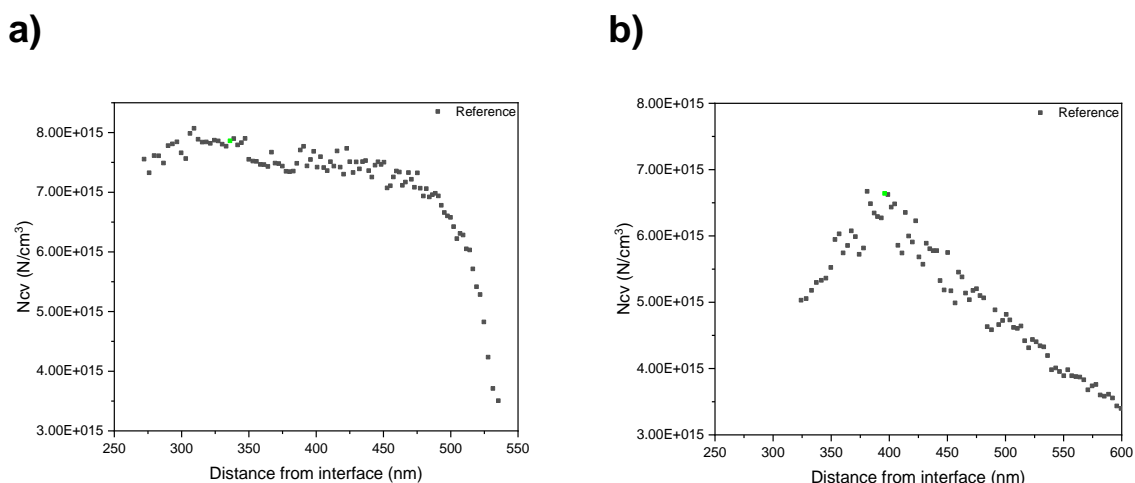 a)
b)
Reference
8.00E+015
7.00E+015
6.00E+015
5.00E+015
4.00E+015
3.00E+015
Ncv (N/cm³)
250 300 350 400 450 500 550
Distance from interface (nm)
Reference
8.00E+015
7.00E+015
6.00E+015
5.00E+015
4.00E+015
3.00E+015
Ncv (N/cm³)
250 300 350 400 450 500 550 600
Distance from interface (nm)